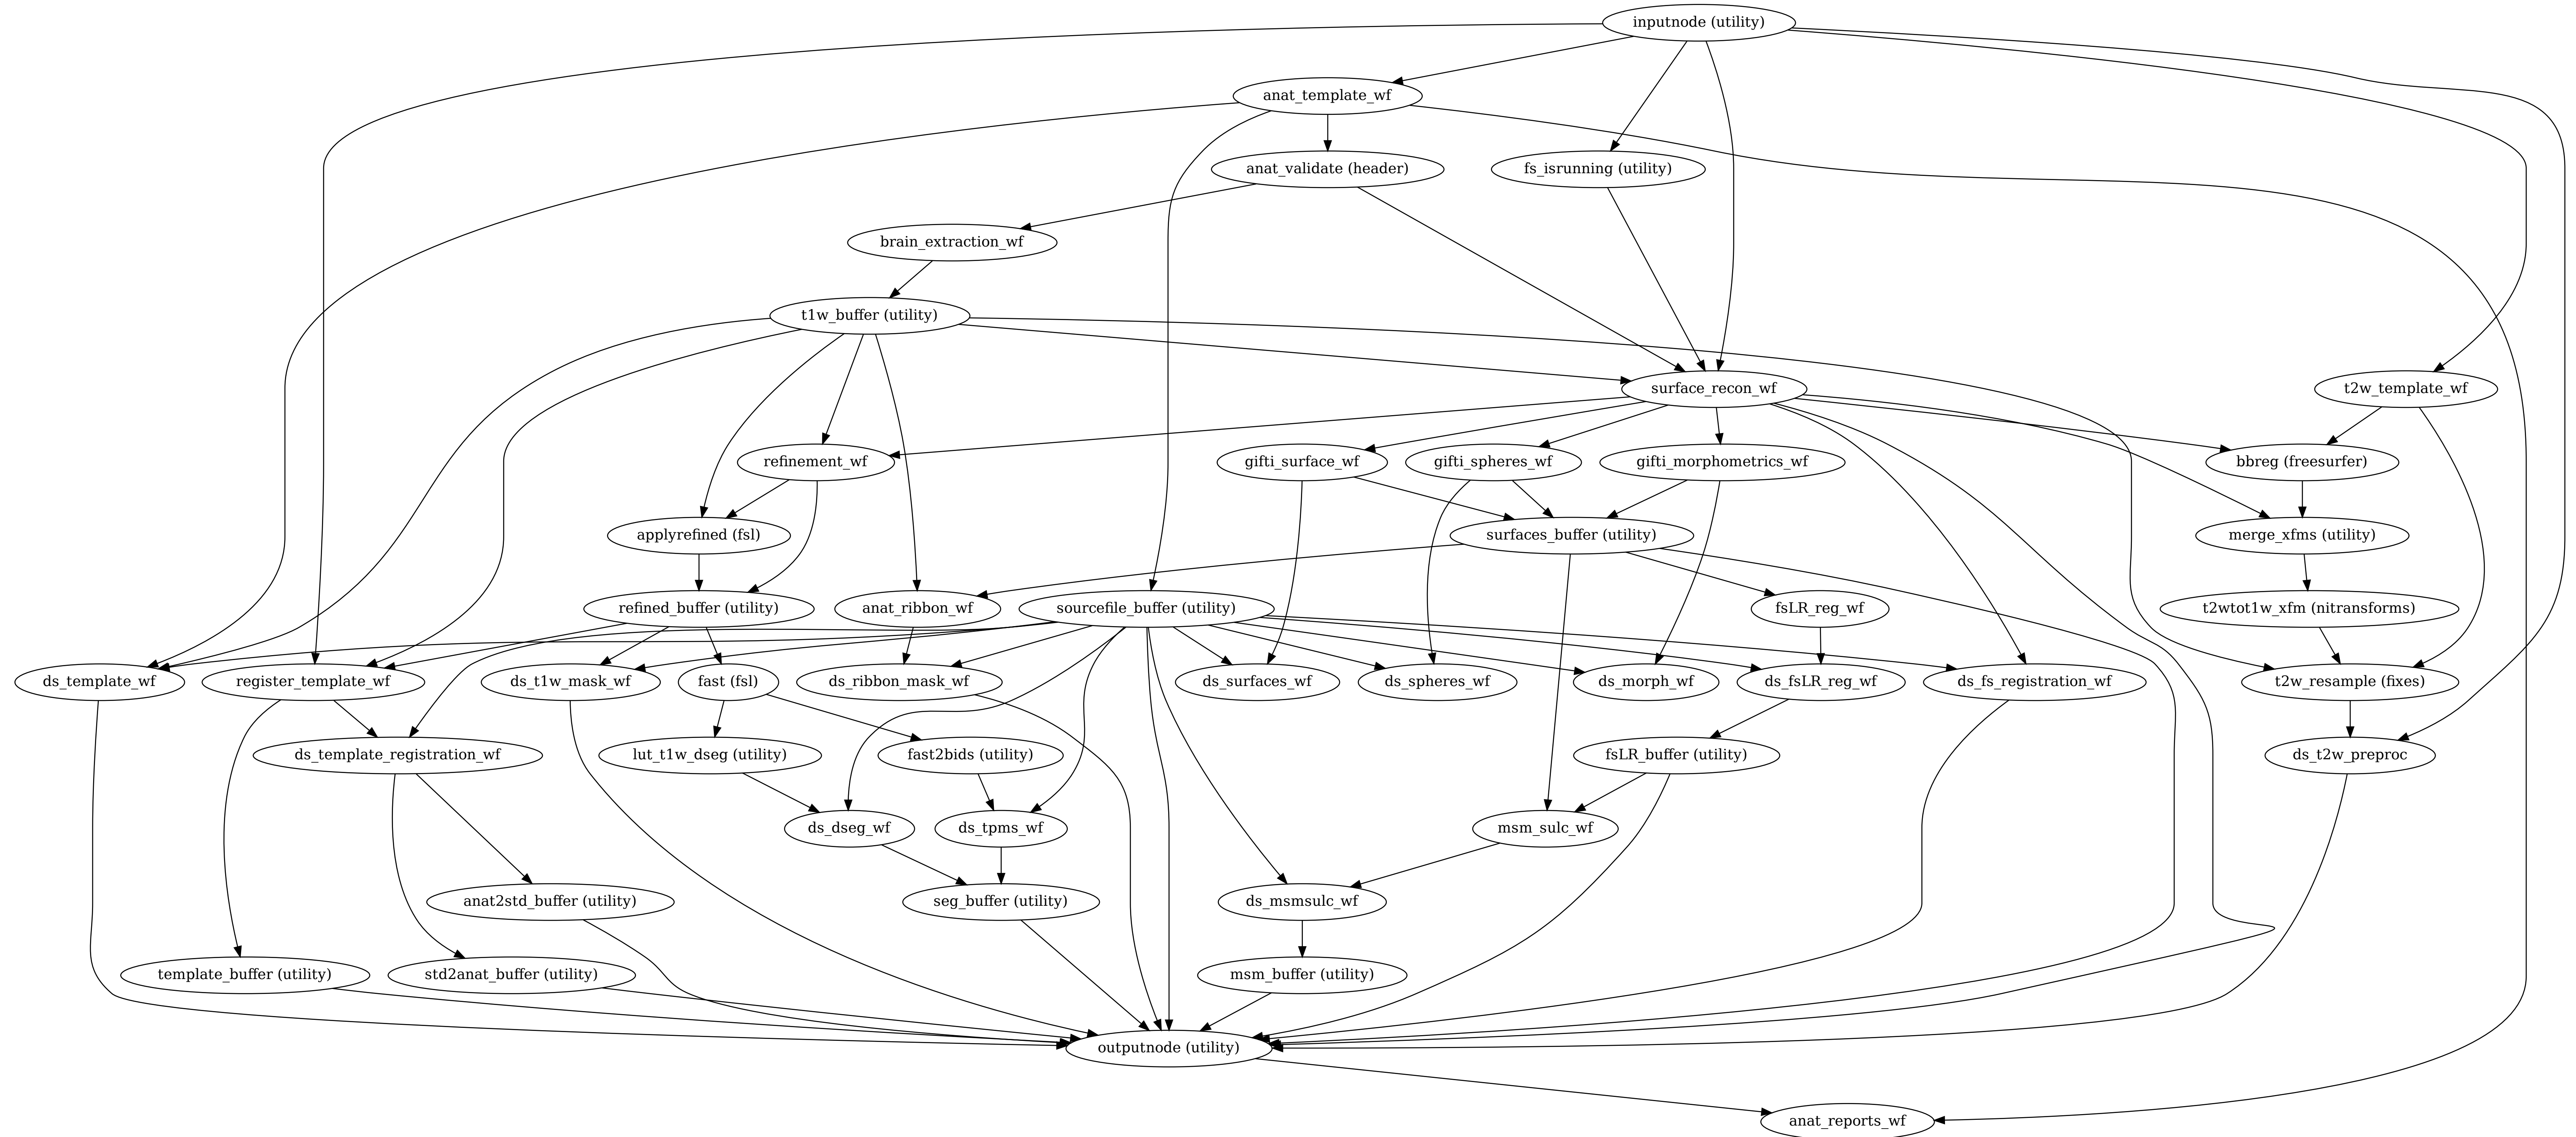 inputnode (utility)
anat_template_wf
anat_validate (header)
fs_isrunning (utility)
brain_extraction_wf
t1w_buffer (utility)
surface_recon_wf
t2w_template_wf
refinement_wf
gifti_surface_wf
gifti_spheres_wf
gifti_morphometrics_wf
bbreg (freesurfer)
applyrefined (fsl)
surfaces_buffer (utility)
merge_xfms (utility)
refined_buffer (utility)
anat_ribbon_wf
sourcefile_buffer (utility)
fsLR_reg_wf
t2wtot1w_xfm (nitransforms)
ds_template_wf
register_template_wf
ds_t1w_mask_wf
fast (fsl)
ds_ribbon_mask_wf
ds_surfaces_wf
ds_spheres_wf
ds_morph_wf
ds_fsLR_reg_wf
ds_fs_registration_wf
t2w_resample (fixes)
ds_template_registration_wf
lut_t1w_dseg (utility)
fast2bids (utility)
fsLR_buffer (utility)
ds_t2w_preproc
ds_dseg_wf
ds_tpms_wf
msm_sulc_wf
anat2std_buffer (utility)
seg_buffer (utility)
ds_msmsulc_wf
template_buffer (utility)
std2anat_buffer (utility)
msm_buffer (utility)
outputnode (utility)
anat_reports_wf